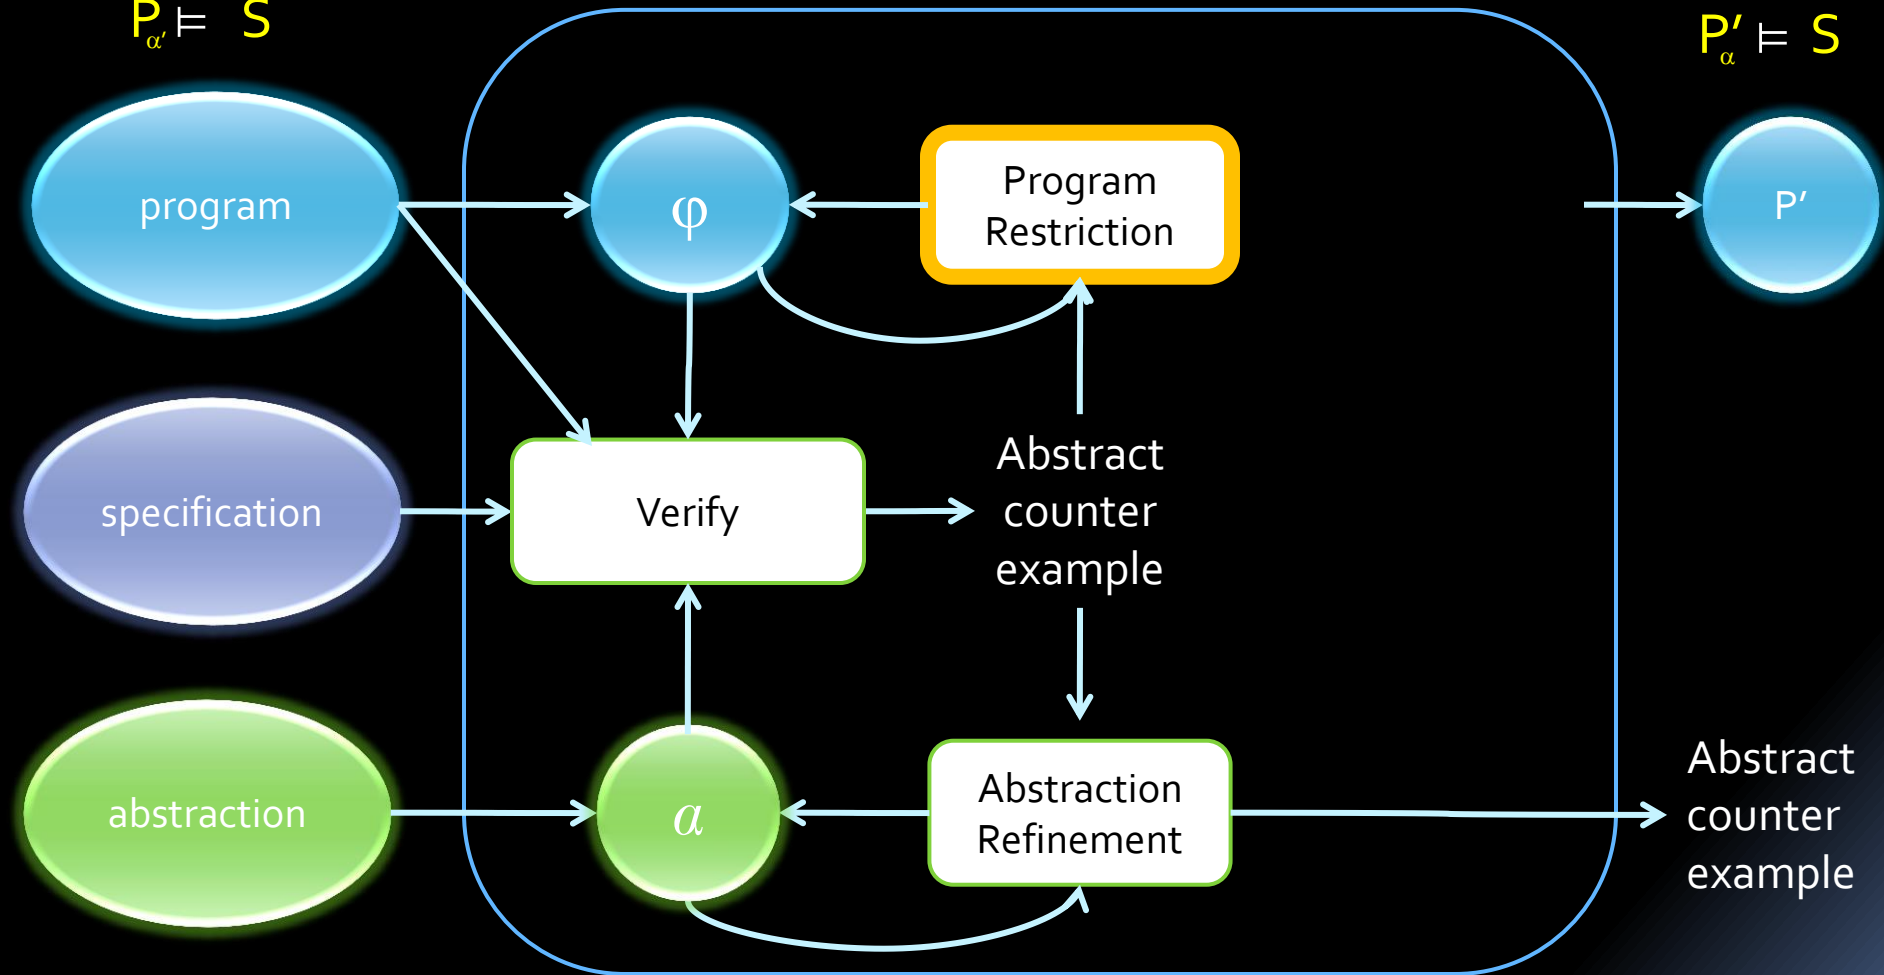 Pα′ ⊨ S
P′α ⊨ S
program
φ
Program
Restriction
P′
specification
Verify
Abstract
counter
example
abstraction
α
Abstraction
Refinement
Abstract
counter
example